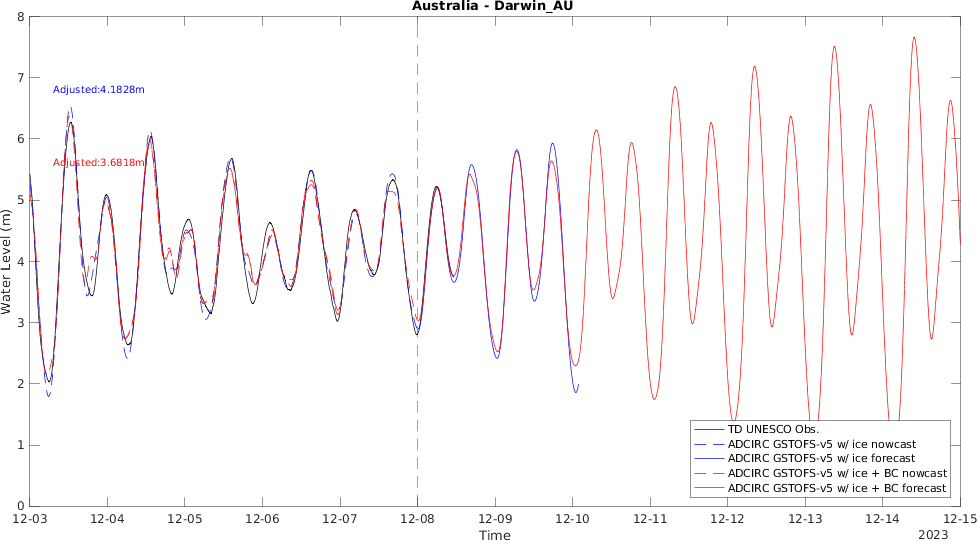 Australia - Darwin_AU
8
7
6
5
4
3
2
1
0
Water Level (m)
Adjusted:4.1828m
Adjusted:3.6818m
TD UNESCO Obs.
ADCIRC GSTOFS-v5 w/ ice nowcast
ADCIRC GSTOFS-v5 w/ ice forecast
ADCIRC GSTOFS-v5 w/ ice + BC nowcast
ADCIRC GSTOFS-v5 w/ ice + BC forecast
12-03 12-04 12-05 12-06 12-07 12-08 12-09 12-10 12-11 12-12 12-13 12-14 12-15
Time
2023